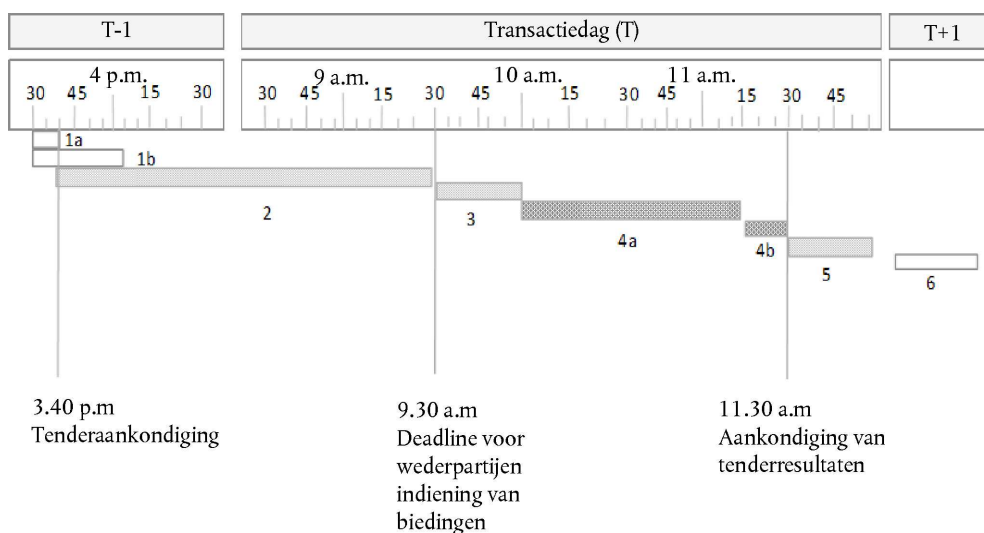 T-1 Transactiedag (T) T+1
4 p.m. 9 a.m. 10 a.m. 11 a.m.
30 45 15 30 30 45 15 30 45 15 30 45 15 30 45
1a
1b
2
3
4a
4b
5
6
3.40 p.m
Tenderaankondiging
9.30 a.m
Deadline voor
wederpartijen
indiening van
biedingen
11.30 a.m
Aankondiging van
tenderresultaten